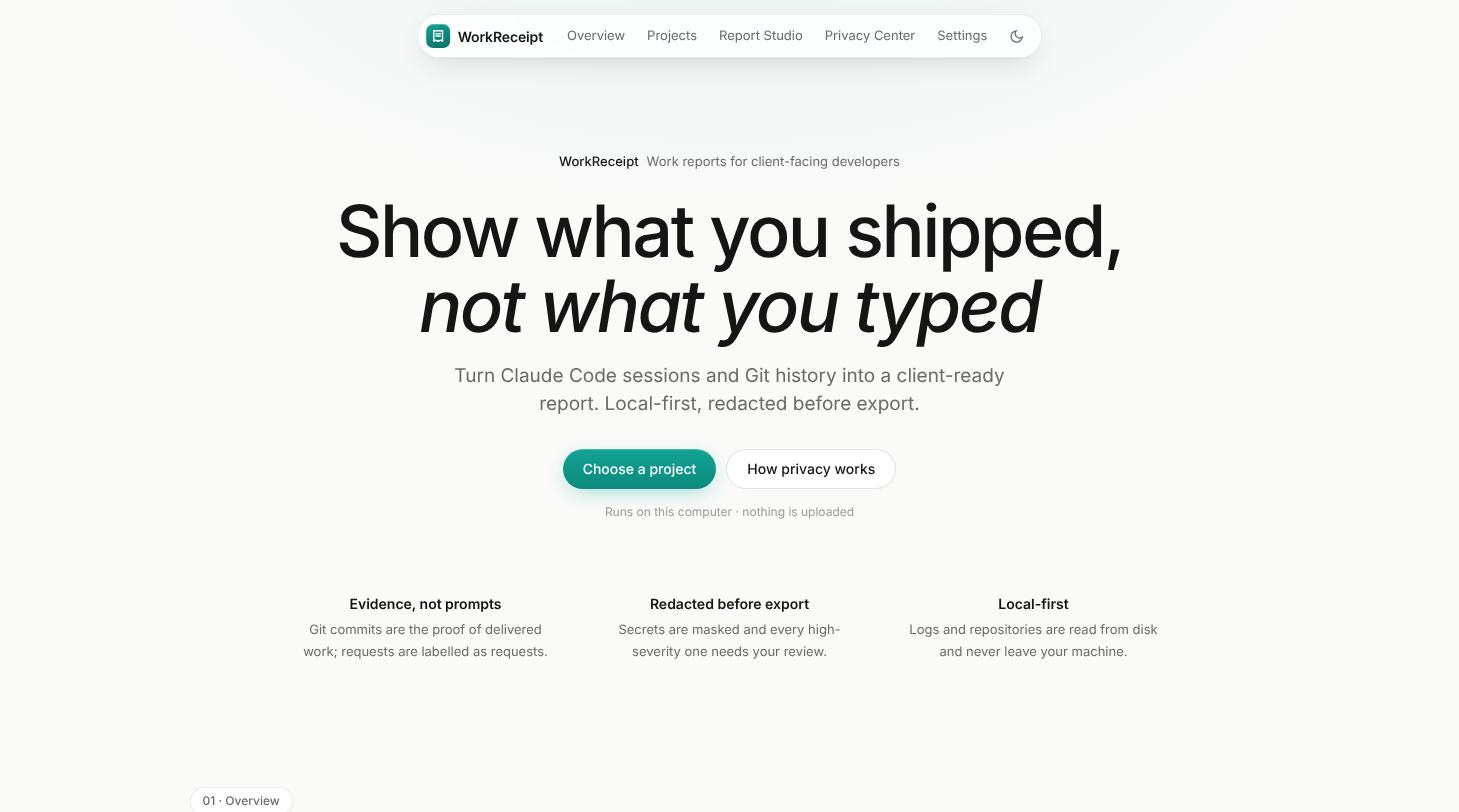 WorkReceipt Overview Projects Report Studio Privacy Center Settings
WorkReceipt Work reports for client-facing developers
Show what you shipped,
not what you typed
Turn Claude Code sessions and Git history into a client-ready
report. Local-first, redacted before export.
Choose a project How privacy works
Runs on this computer · nothing is uploaded
Evidence, not prompts
Git commits are the proof of delivered
work; requests are labelled as requests.
Redacted before export
Secrets are masked and every high-
severity one needs your review.
Local-first
Logs and repositories are read from disk
and never leave your machine.
01 · Overview